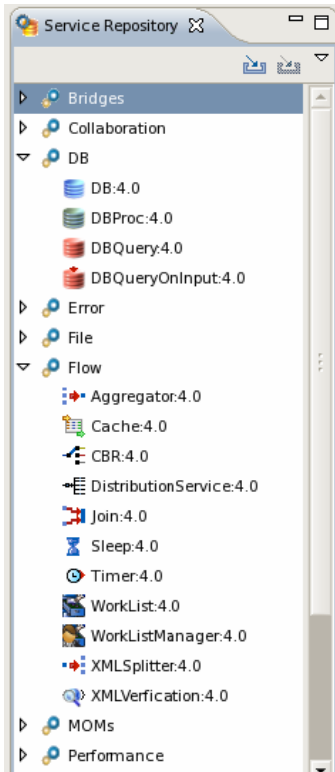 Service Repository
Bridges
Collaboration
DB
DB:4.0
DBProc:4.0
DBQuery:4.0
DBQueryOnInput:4.0
Error
File
Flow
Aggregator:4.0
Cache:4.0
CBR:4.0
DistributionService:4.0
Join:4.0
Sleep:4.0
Timer:4.0
WorkList:4.0
WorkListManager:4.0
XMLSplitter:4.0
XMLVerfication:4.0
MOMs
Performance